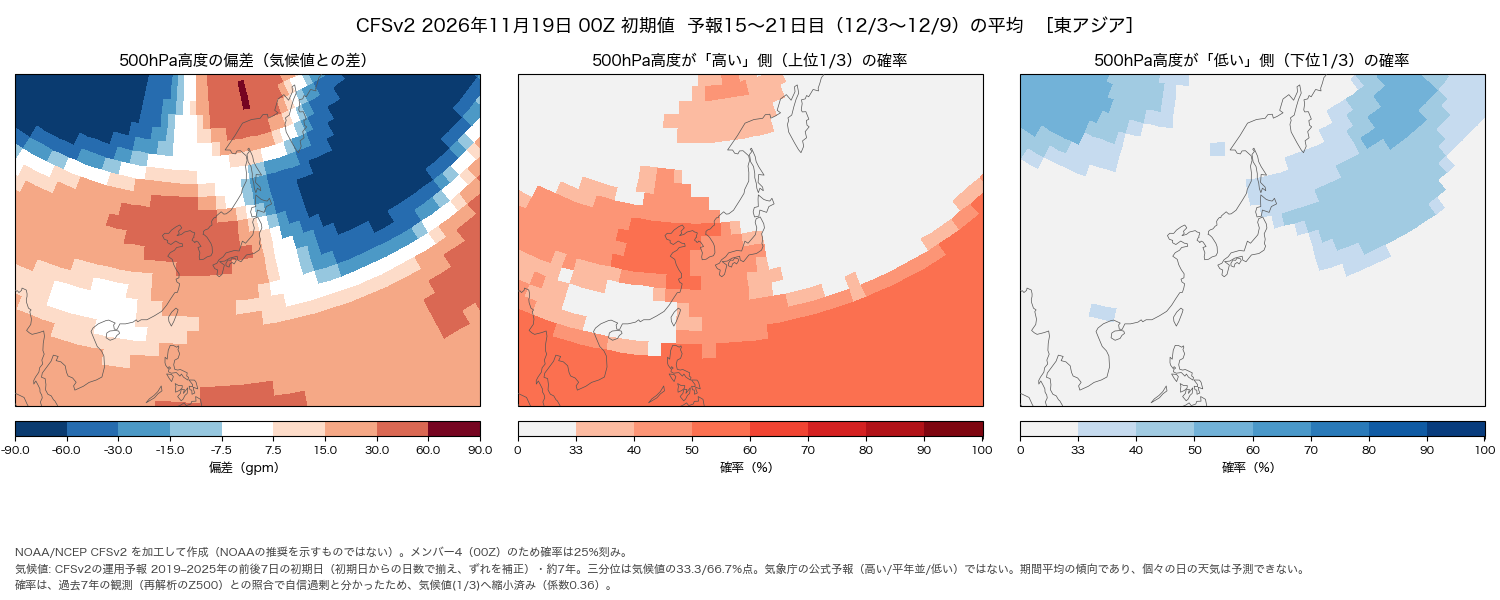 CFSv2 2026年11月19日 00Z 初期値 予報15〜21日目（12/3〜12/9）の平均 ［東アジア］
500hPa高度の偏差（気候値との差）
500hPa高度が「高い」側（上位1/3）の確率
500hPa高度が「低い」側（下位1/3）の確率
-90.0 -60.0 -30.0 -15.0 -7.5 7.5 15.0 30.0 60.0 90.0
偏差（gpm）
0 33 40 50 60 70 80 90 100
確率（%）
0 33 40 50 60 70 80 90 100
確率（%）
NOAA/NCEP CFSv2 を加工して作成（NOAAの推奨を示すものではない）。メンバー4（00Z）のため確率は25%刻み。
気候値: CFSv2の運用予報 2019–2025年の前後7日の初期日（初期日からの日数で揃え、ずれを補正）・約7年。三分位は気候値の33.3/66.7%点。気象庁の公式予報（高い/平年並/低い）ではない。期間平均の傾向であり、個々の日の天気は予測できない。
確率は、過去7年の観測（再解析のZ500）との照合で自信過剰と分かったため、気候値(1/3)へ縮小済み（係数0.36）。